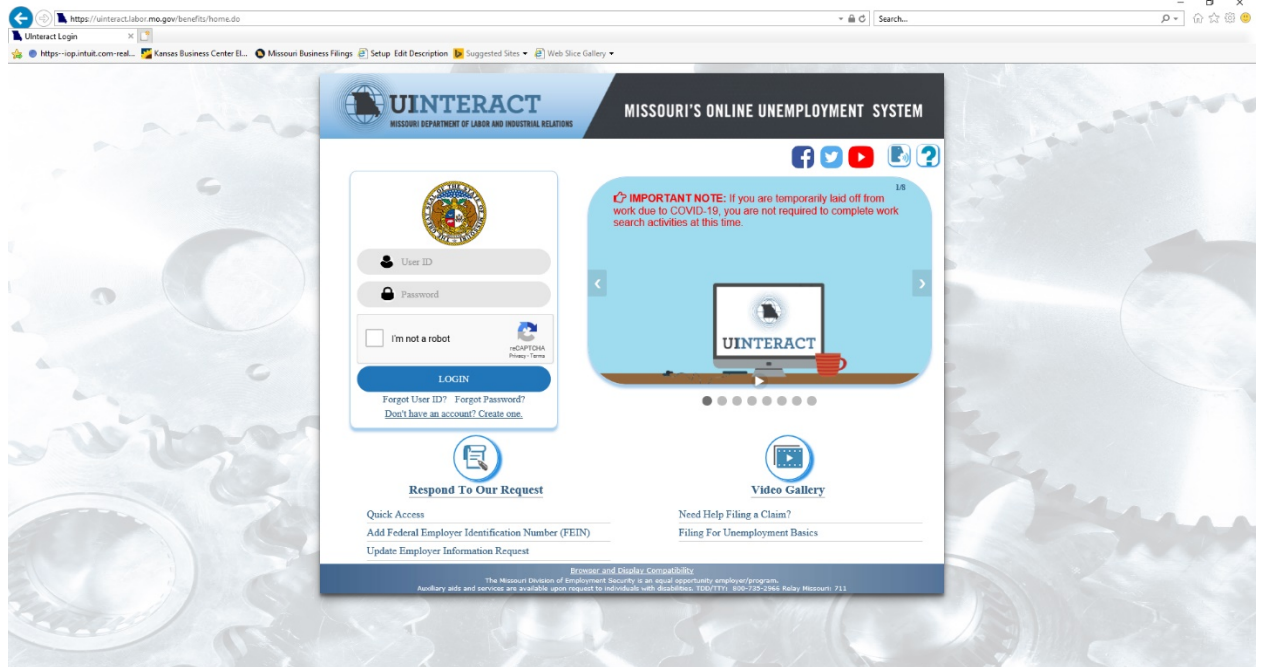 https://uinteract.labor.mo.gov/benefits/home.do
Search...
UInteract Login
https--iop.intuit.com-real...
Kansas Business Center El...
Missouri Business Filings
Setup Edit Description
Suggested Sites
Web Slice Gallery
UINTERACT
MISSOURI DEPARTMENT OF LABOR AND INDUSTRIAL RELATIONS
MISSOURI'S ONLINE UNEMPLOYMENT SYSTEM
1/8
IMPORTANT NOTE: If you are temporarily laid off from
work due to COVID-19, you are not required to complete work
search activities at this time.
User ID
Password
I'm not a robot
reCAPTCHA
Privacy - Terms
LOGIN
Forgot User ID? Forgot Password?
Don't have an account? Create one.
UINTERACT
Respond To Our Request
Quick Access
Add Federal Employer Identification Number (FEIN)
Update Employer Information Request
Video Gallery
Need Help Filing a Claim?
Filing For Unemployment Basics
Browser and Display Compatibility
The Missouri Division of Employment Security is an equal opportunity employer/program.
Auxiliary aids and services are available upon request to individuals with disabilities. TDD/TTY: 800-735-2966 Relay Missouri: 711